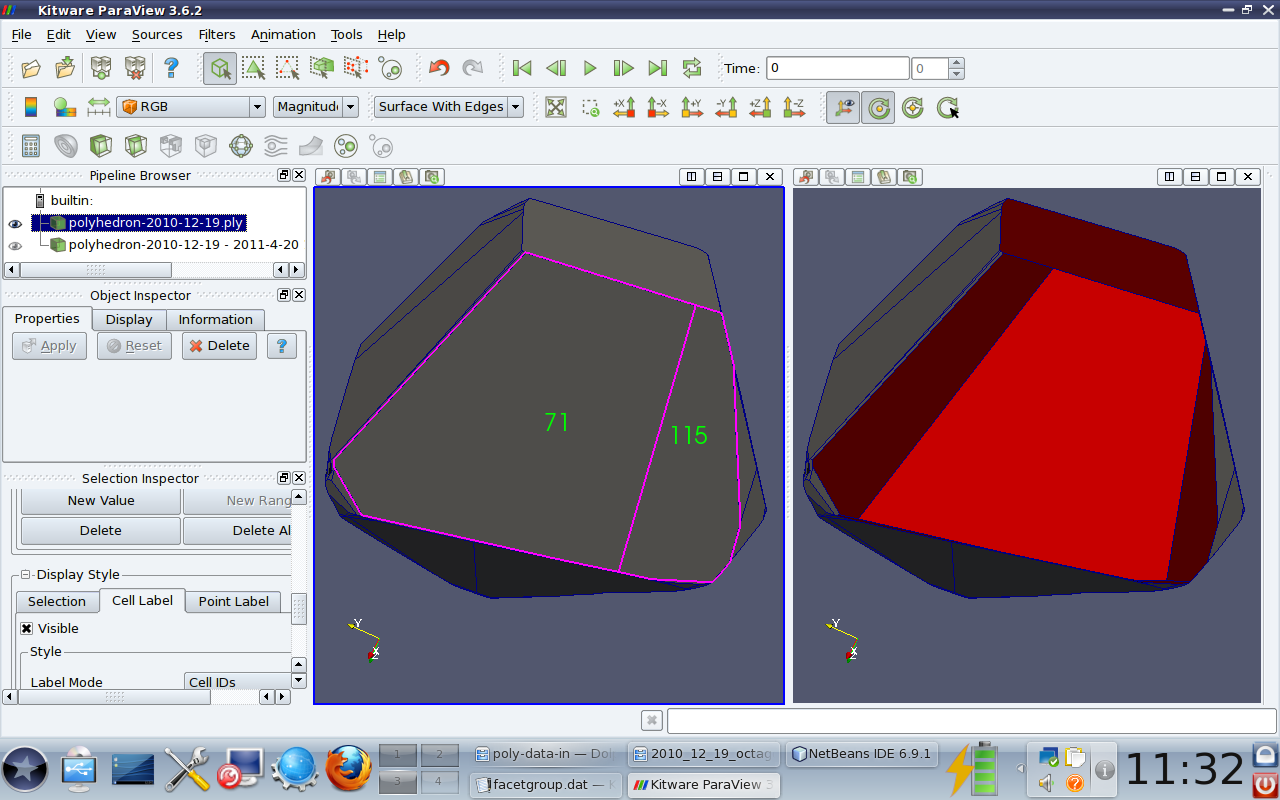 Kitware ParaView 3.6.2
File Edit View Sources Filters Animation Tools Help
Time: 0 0
RGB Magnitud Surface With Edges
+X -X +Y -Y +Z -Z
Pipeline Browser
builtin:
polyhedron-2010-12-19.ply
polyhedron-2010-12-19 - 2011-4-20
Object Inspector
Properties Display Information
Apply Reset Delete ?
Selection Inspector
New Value New Rang
Delete Delete Al
Display Style
Selection Cell Label Point Label
Visible
Style
Label Mode Cell IDs
71
115
Y
X
Z
Y
X
Z
1 2
3 4
poly-data-in — Dol
2010_12_19_octag
NetBeans IDE 6.9.1
facetgroup.dat — K
Kitware ParaView 3
11:32